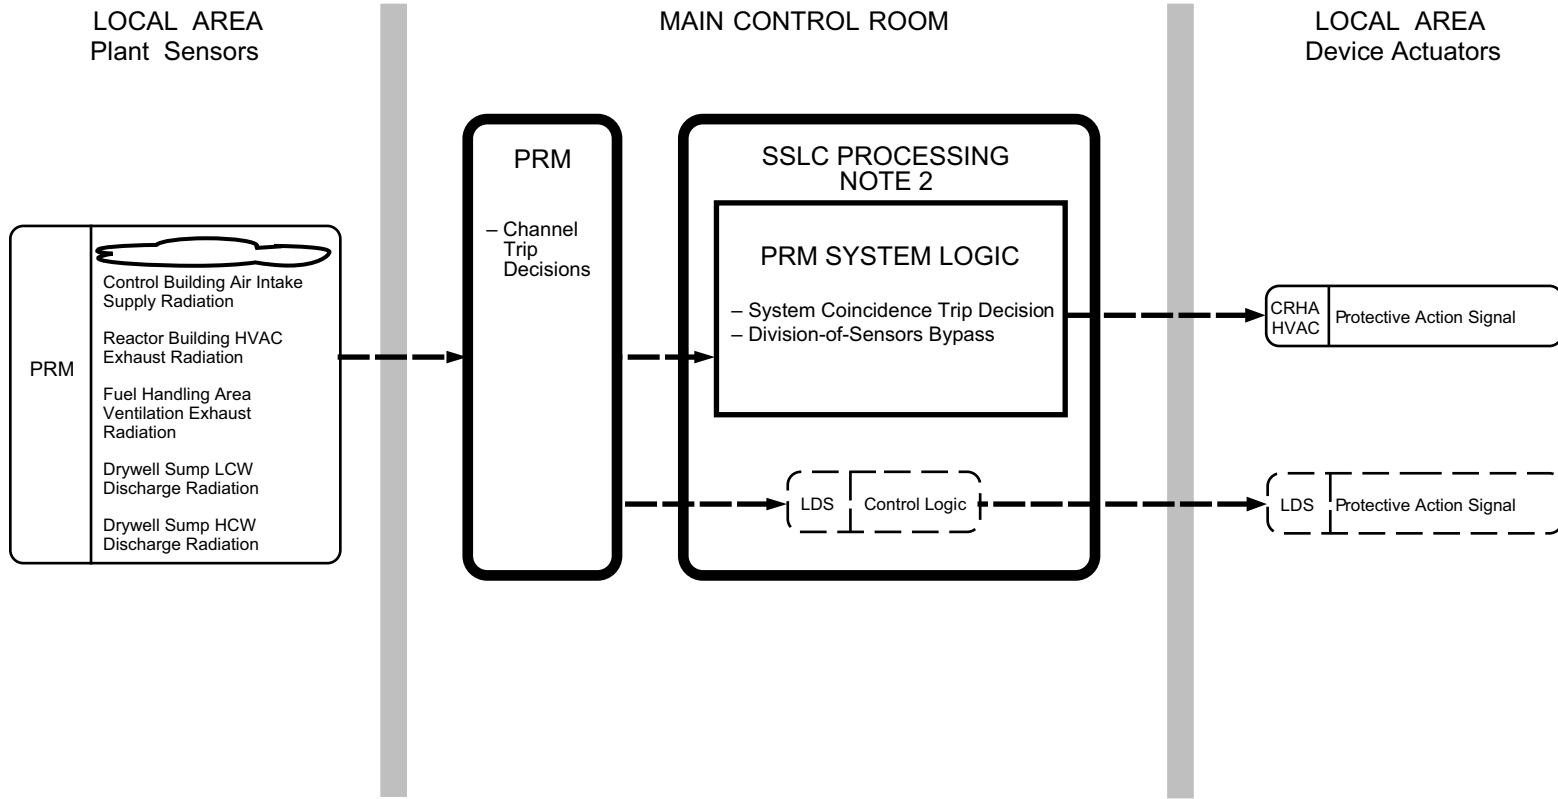 LOCAL AREA
Plant Sensors
MAIN CONTROL ROOM
LOCAL AREA
Device Actuators
PRM
Control Building Air Intake
Supply Radiation
Reactor Building HVAC
Exhaust Radiation
Fuel Handling Area
Ventilation Exhaust
Radiation
Drywell Sump LCW
Discharge Radiation
Drywell Sump HCW
Discharge Radiation
PRM
– Channel
Trip
Decisions
SSLC PROCESSING
NOTE 2
PRM SYSTEM LOGIC
– System Coincidence Trip Decision
– Division-of-Sensors Bypass
LDS
Control Logic
CRHA
HVAC
Protective Action Signal
LDS
Protective Action Signal